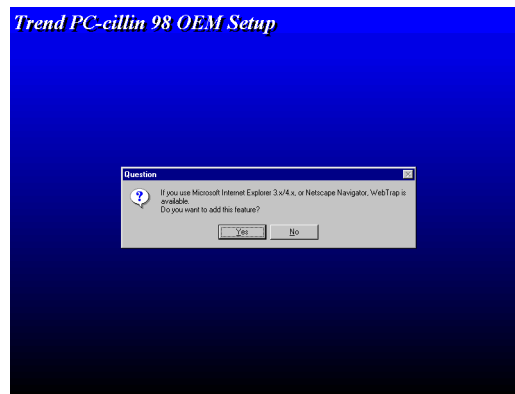 Trend PC-cillin 98 OEM Setup
Question
If you use Microsoft Internet Explorer 3.x/4.x, or Netscape Navigator, WebTrap is
available.
Do you want to add this feature?
Yes No